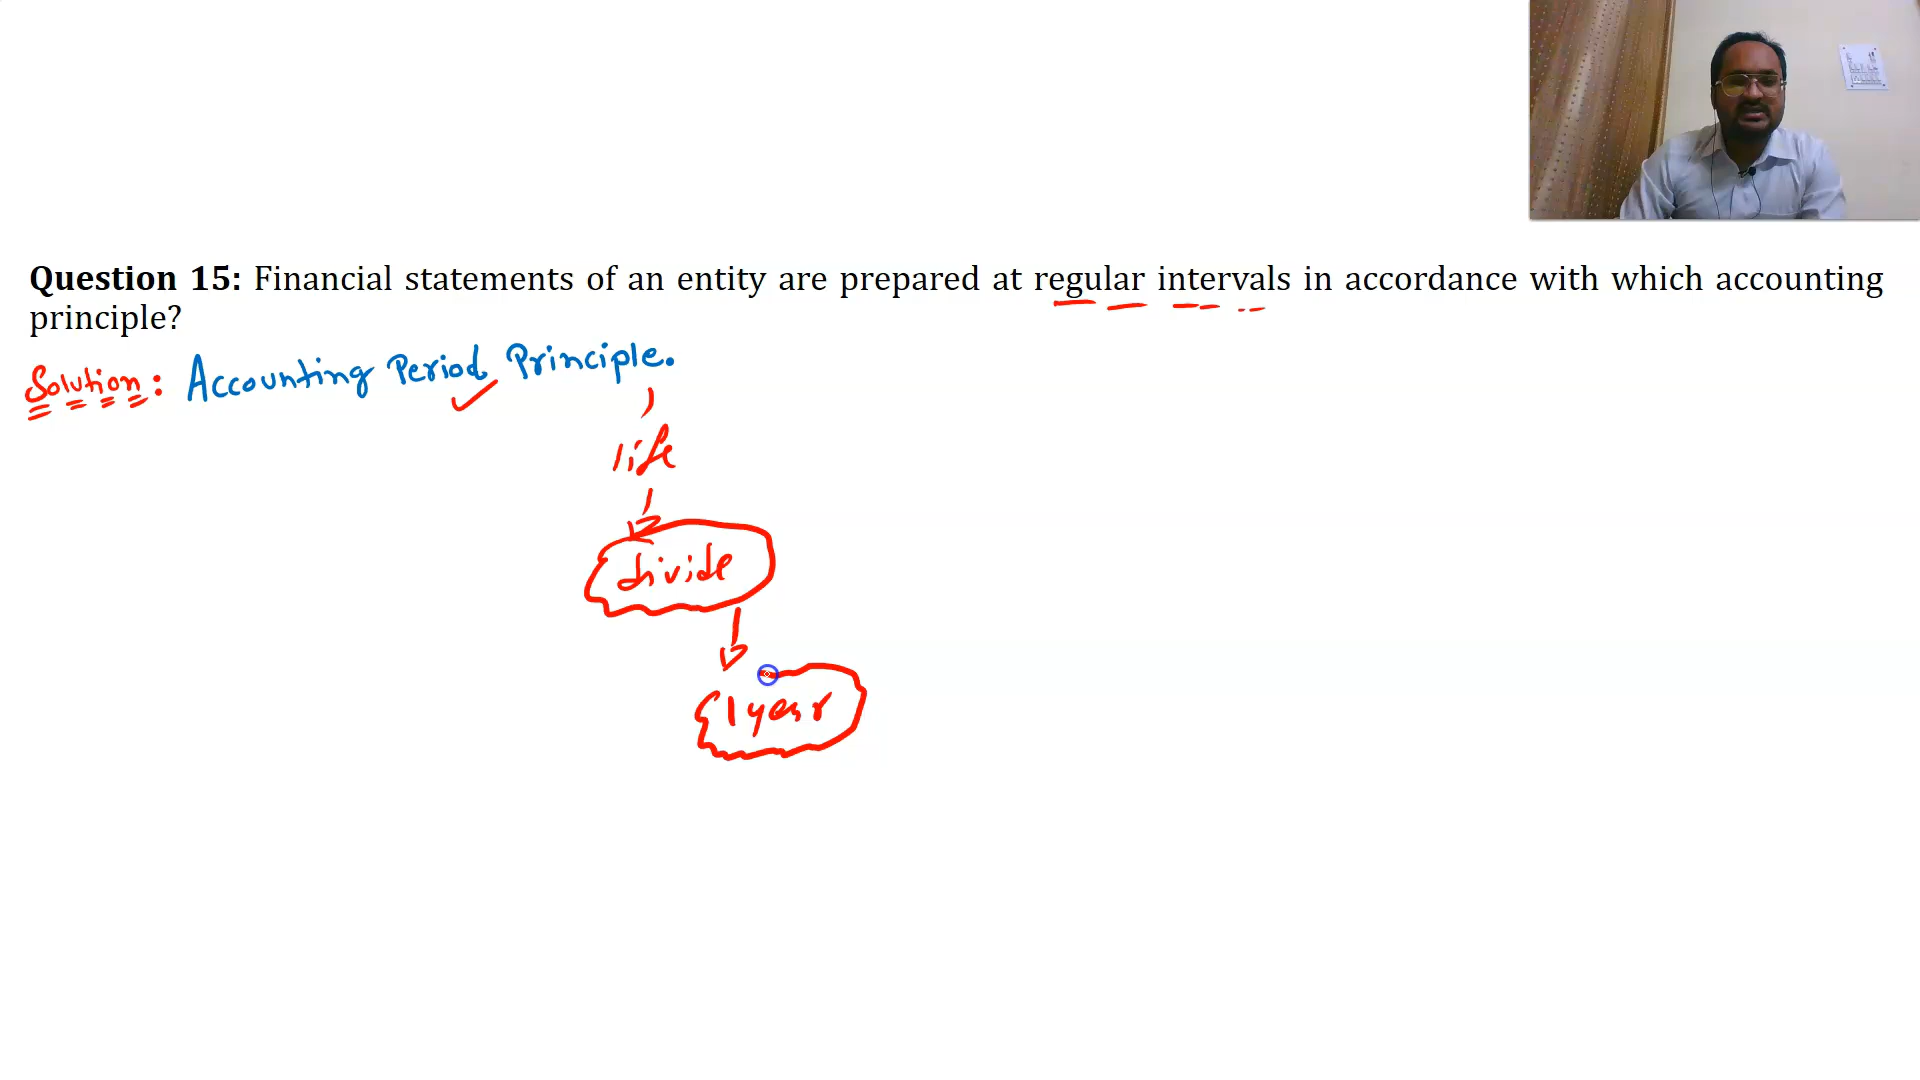 Question 15: Financial statements of an entity are prepared at regular intervals in accordance with which accounting
principle?
Solution: Accounting Period Principle.
life
divide
1 year